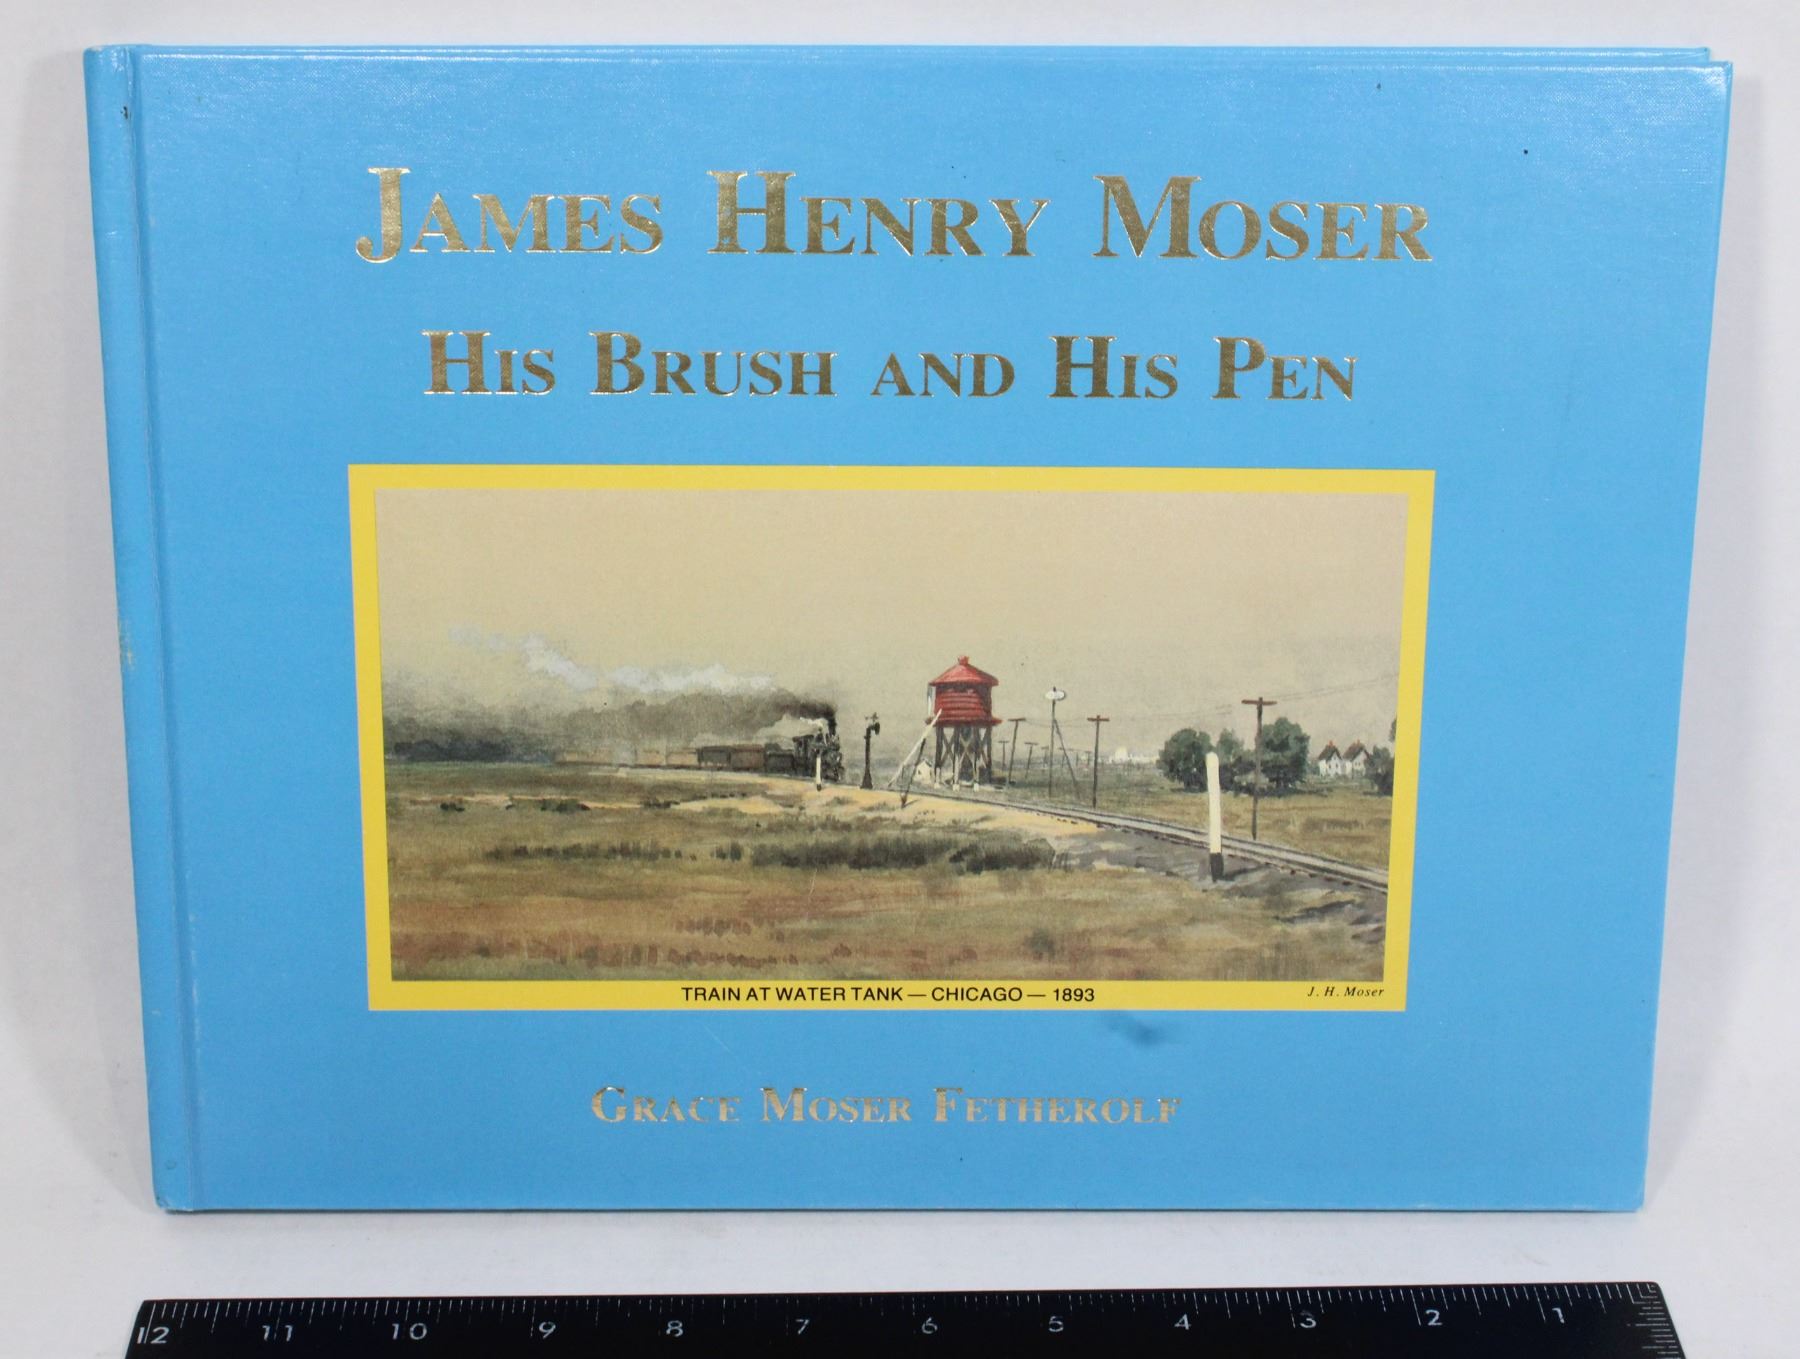 JAMES HENRY MOSER
HIS BRUSH AND HIS PEN
TRAIN AT WATER TANK — CHICAGO — 1893
J. H. Moser
GRACE MOSER FETHEROLF
12 11 10 9 8 7 6 5 4 3 2 1